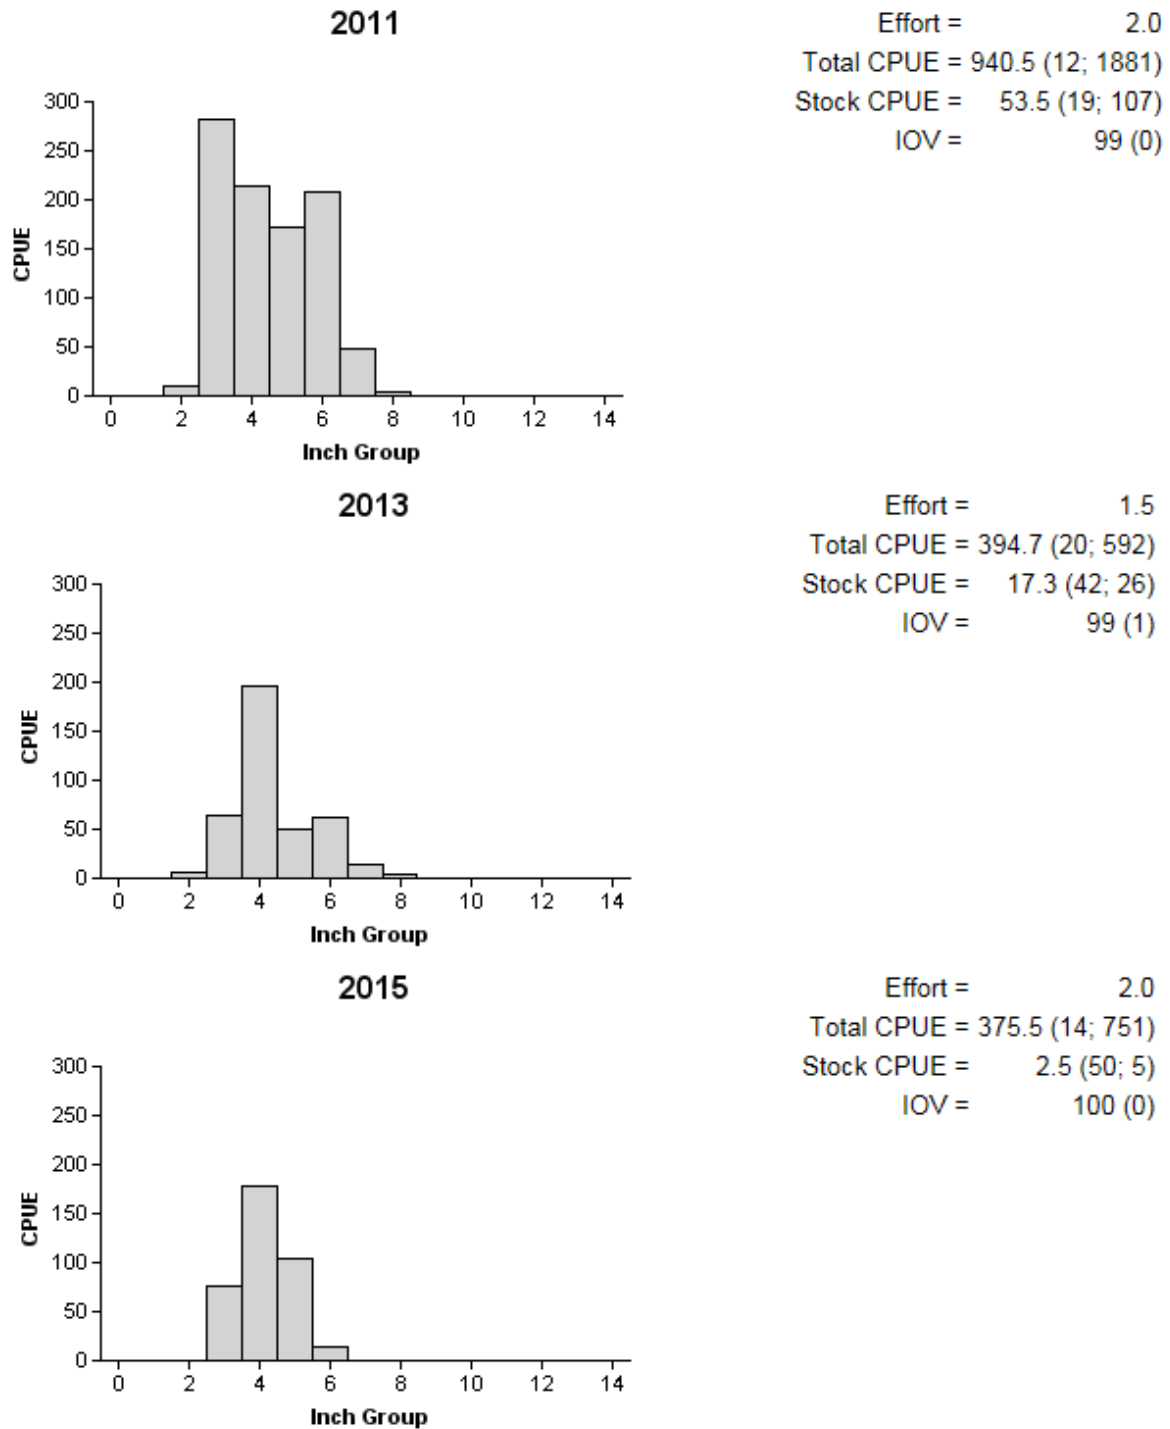 2011
Effort = 2.0
Total CPUE = 940.5 (12; 1881)
Stock CPUE = 53.5 (19; 107)
IOV = 99 (0)
300
250
200
150
100
50
0
CPUE
0 2 4 6 8 10 12 14
Inch Group
2013
Effort = 1.5
Total CPUE = 394.7 (20; 592)
Stock CPUE = 17.3 (42; 26)
IOV = 99 (1)
300
250
200
150
100
50
0
CPUE
0 2 4 6 8 10 12 14
Inch Group
2015
Effort = 2.0
Total CPUE = 375.5 (14; 751)
Stock CPUE = 2.5 (50; 5)
IOV = 100 (0)
300
250
200
150
100
50
0
CPUE
0 2 4 6 8 10 12 14
Inch Group